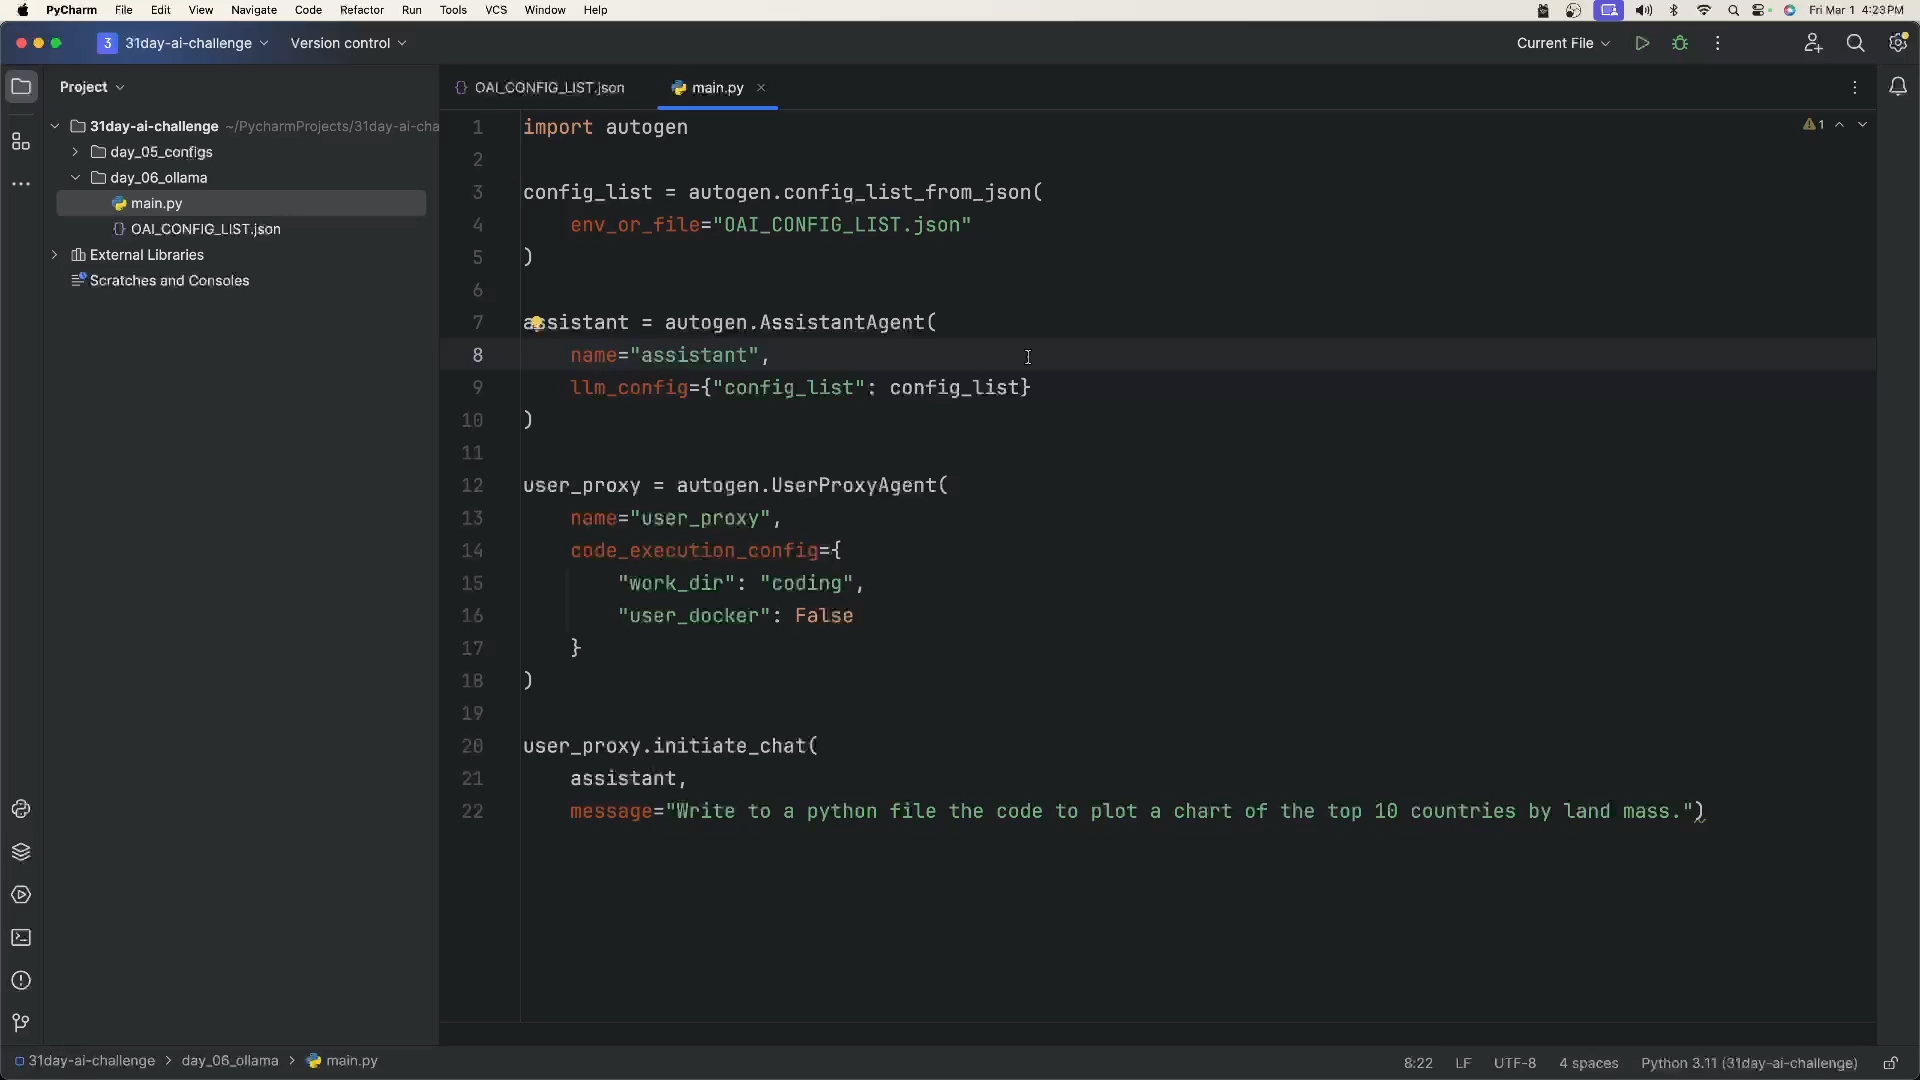 PyCharm File Edit View Navigate Code Refactor Run Tools VCS Window Help Fri Mar 1 4:23 PM
3 31day-ai-challenge Version control Current File
Project
OAI_CONFIG_LIST.json main.py
31day-ai-challenge ~/PycharmProjects/31day-ai-cha
day_05_configs
day_06_ollama
main.py
OAI_CONFIG_LIST.json
External Libraries
Scratches and Consoles
1
1 import autogen
2
3 config_list = autogen.config_list_from_json(
4 env_or_file="OAI_CONFIG_LIST.json"
5 )
6
7 assistant = autogen.AssistantAgent(
8 name="assistant",
9 llm_config={"config_list": config_list}
10 )
11
12 user_proxy = autogen.UserProxyAgent(
13 name="user_proxy",
14 code_execution_config={
15 "work_dir": "coding",
16 "user_docker": False
17 }
18 )
19
20 user_proxy.initiate_chat(
21 assistant,
22 message="Write to a python file the code to plot a chart of the top 10 countries by land mass.")
31day-ai-challenge > day_06_ollama > main.py 8:22 LF UTF-8 4 spaces Python 3.11 (31day-ai-challenge)